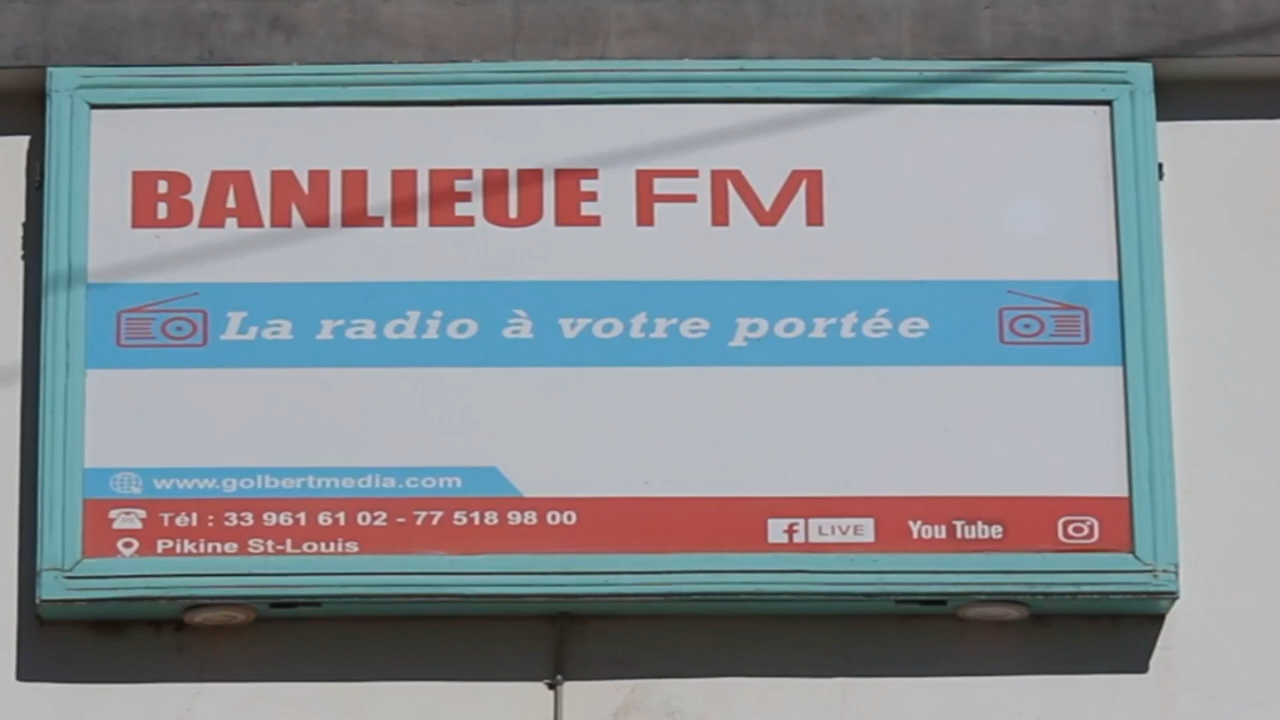 BANLIEUE FM
La radio à votre portée
www.golbertmedia.com
Tél : 33 961 61 02 - 77 518 98 00
Pikine St-Louis
f LIVE You Tube